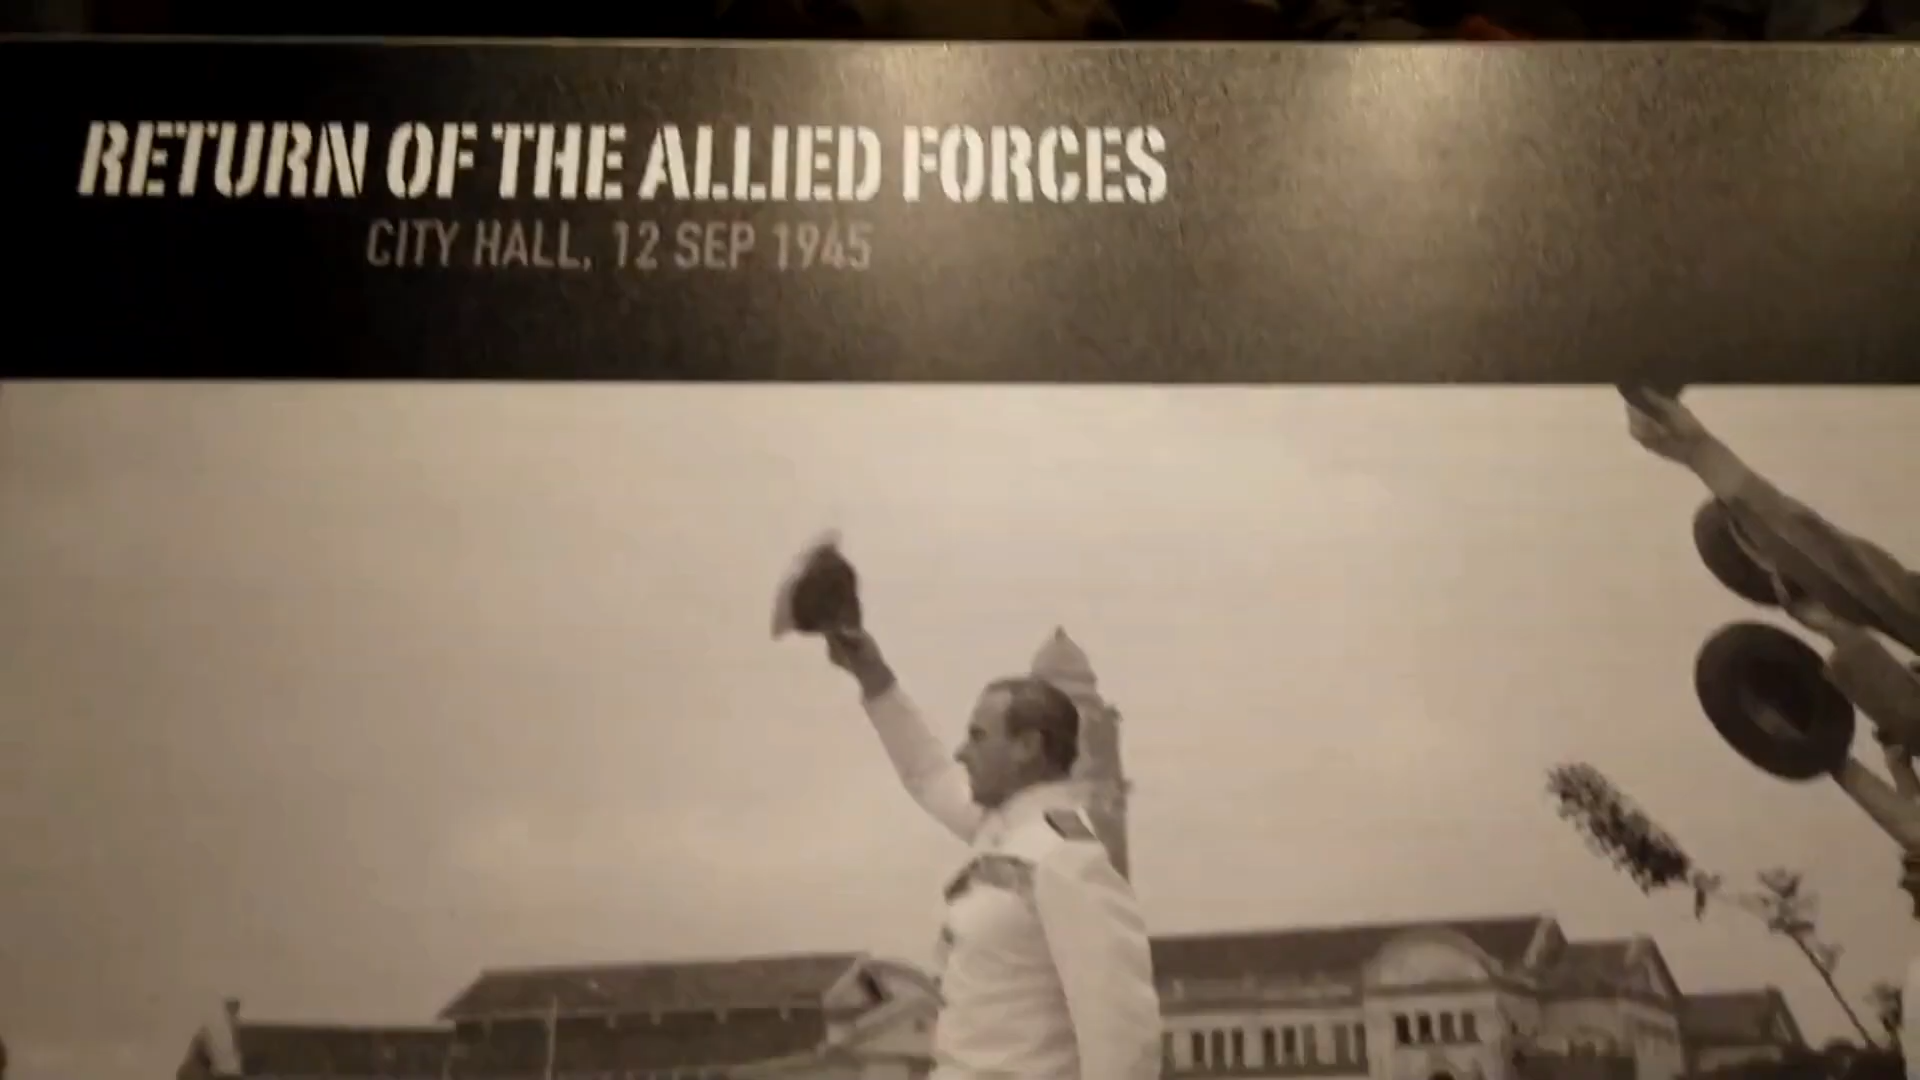 RETURN OF THE ALLIED FORCES
CITY HALL, 12 SEP 1945